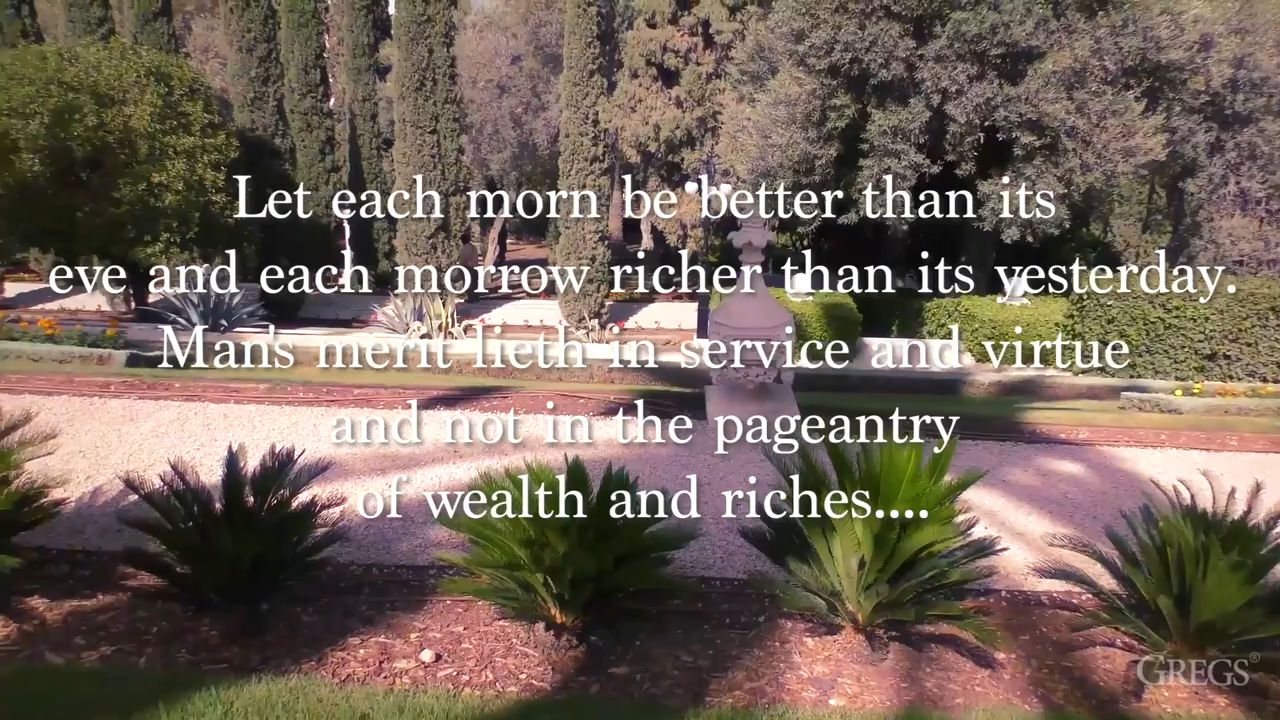 Let each morn be better than its
eve and each morrow richer than its yesterday.
Man's merit lieth in service and virtue
and not in the pageantry
of wealth and riches....
GREGS®